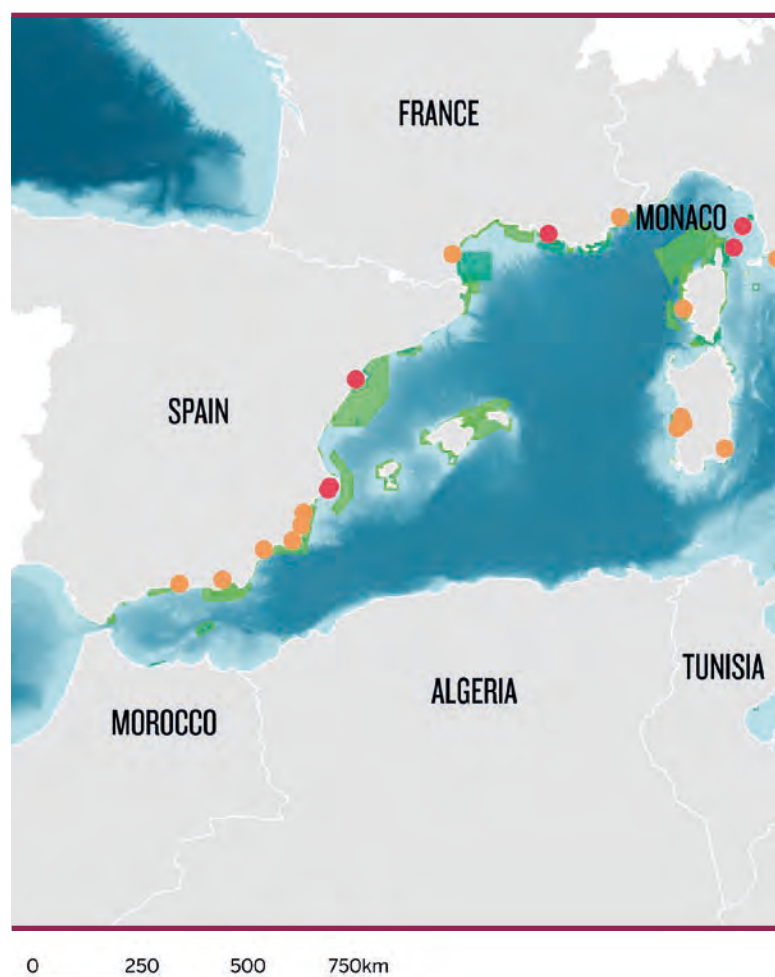 FRANCE
MONACO
SPAIN
TUNISIA
ALGERIA
MOROCCO
0 250 500 750km